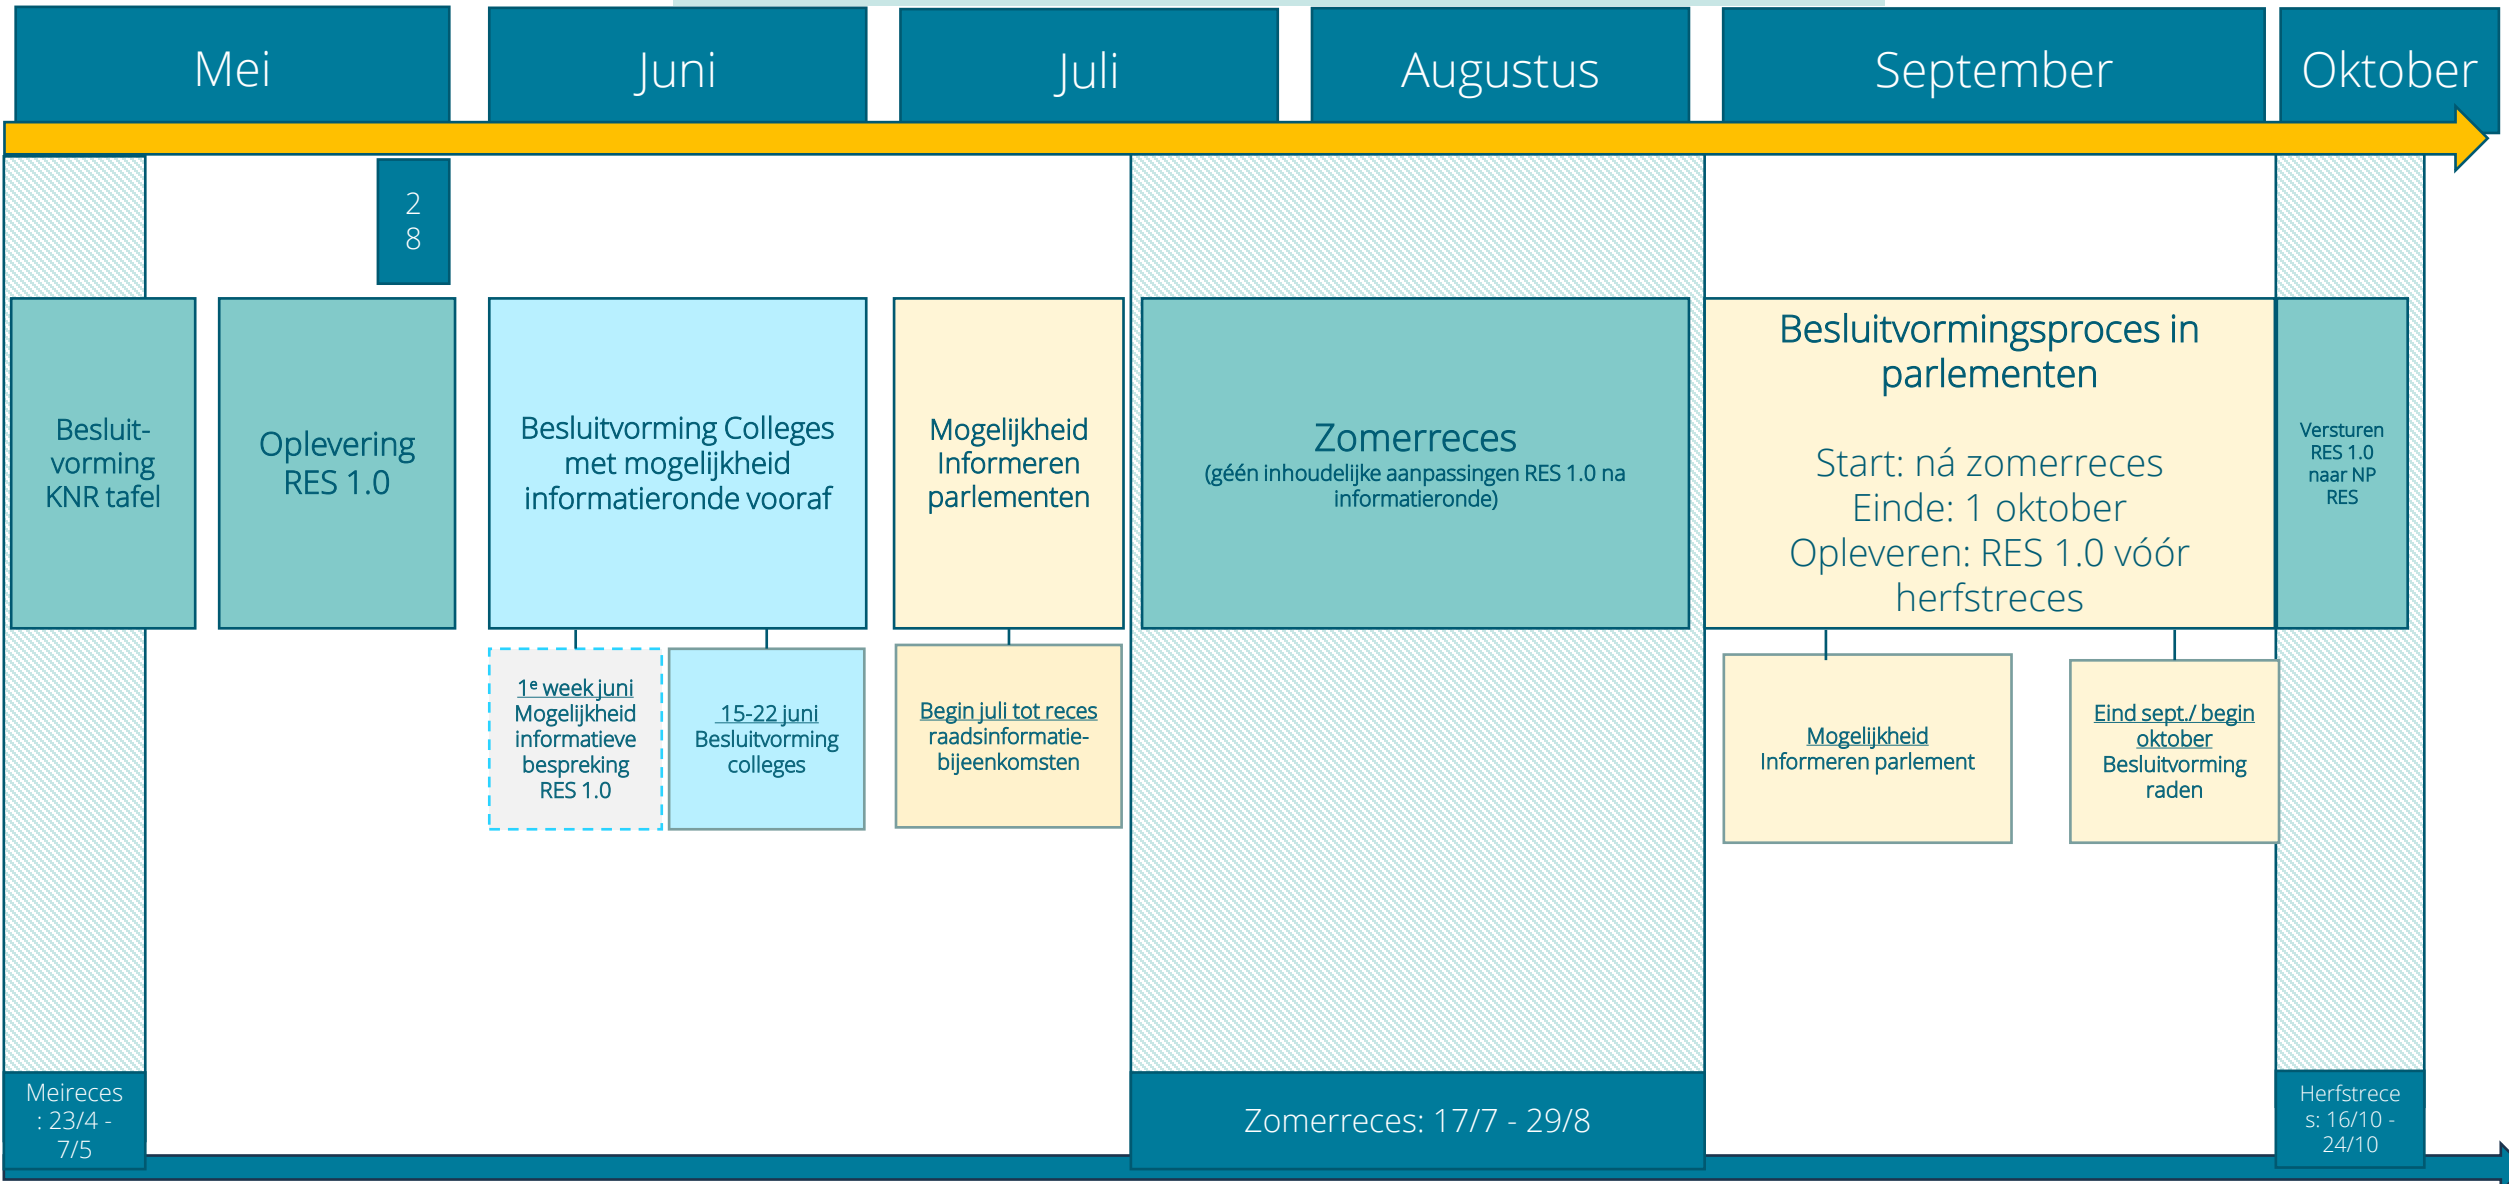 Mei
Juni
Juli
Augustus
September
Oktober
2
8
Besluit-
vorming
KNR tafel
Oplevering
RES 1.0
Besluitvorming Colleges
met mogelijkheid
informatieronde vooraf
Mogelijkheid
Informeren
parlementen
Zomerreces
(géén inhoudelijke aanpassingen RES 1.0 na
informatieronde)
Besluitvormingsproces in
parlementen
Start: ná zomerreces
Einde: 1 oktober
Opleveren: RES 1.0 vóór
herfstreces
Versturen
RES 1.0
naar NP
RES
1e week juni
Mogelijkheid
informatieve
bespreking
RES 1.0
15-22 juni
Besluitvorming
colleges
Begin juli tot reces
raadsinformatie-
bijeenkomsten
Mogelijkheid
Informeren parlement
Eind sept./ begin
oktober
Besluitvorming
raden
Meireces
: 23/4 -
7/5
Zomerreces: 17/7 - 29/8
Herfstrece
s: 16/10 -
24/10